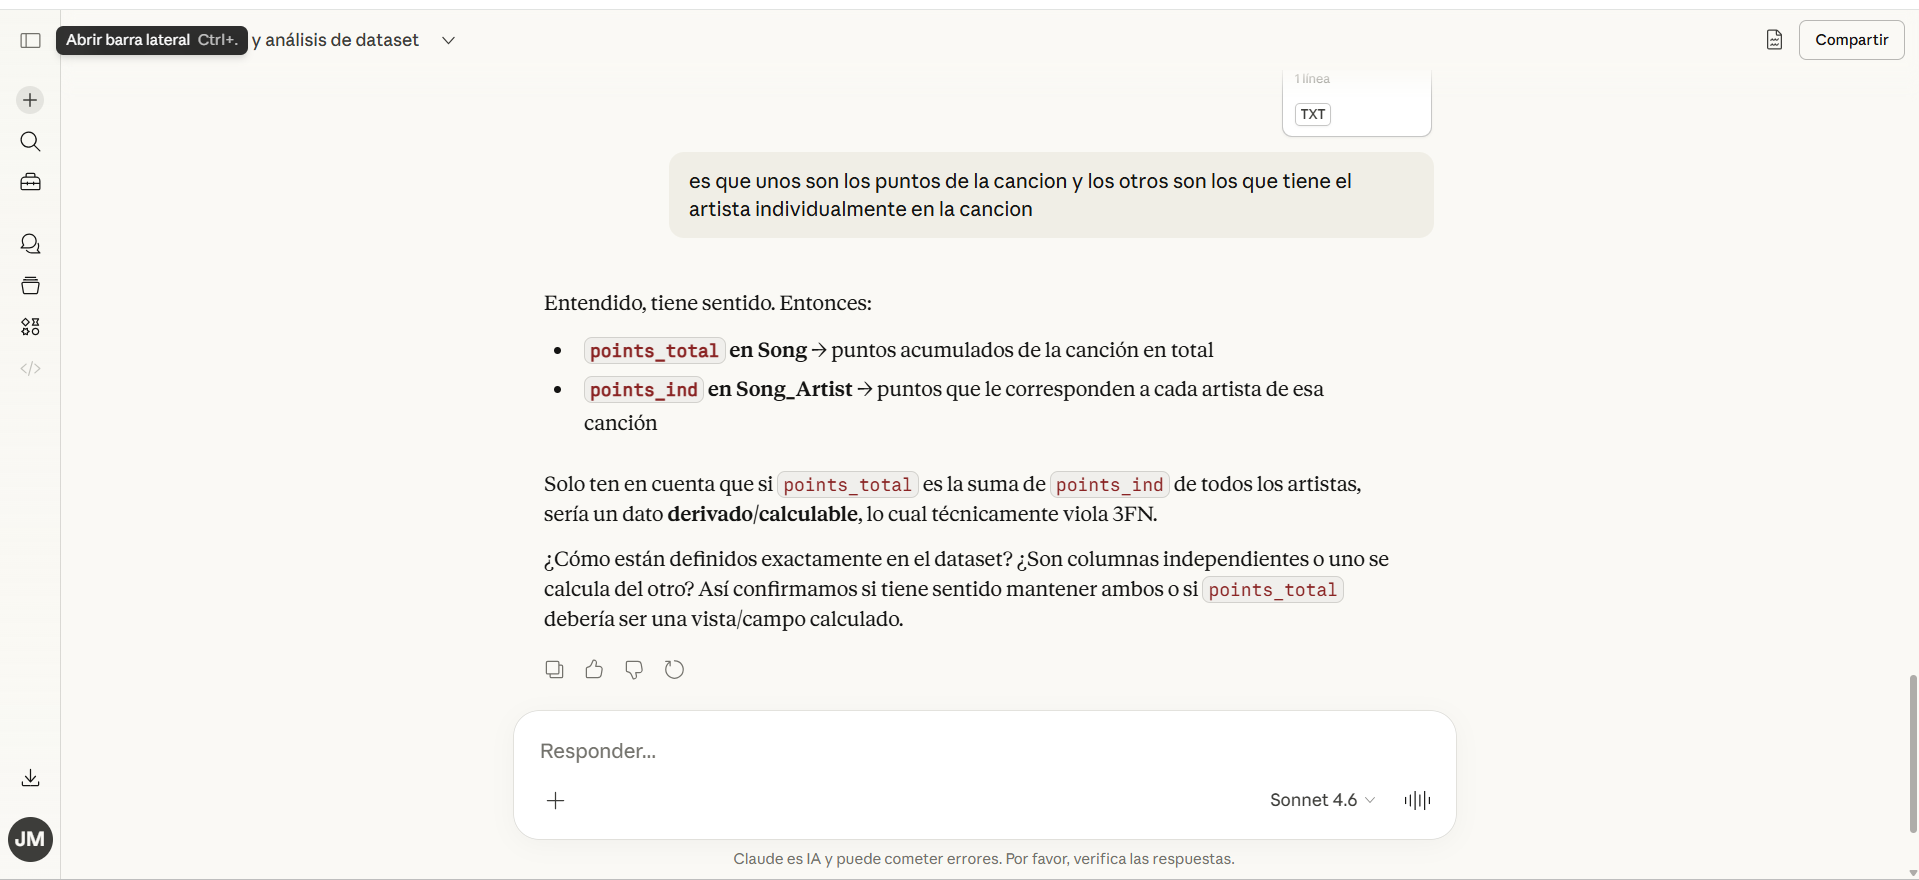 Abrir barra lateral Ctrl+. y análisis de dataset
Compartir
1 línea
TXT
es que unos son los puntos de la cancion y los otros son los que tiene el
artista individualmente en la cancion
Entendido, tiene sentido. Entonces:
• points_total en Song → puntos acumulados de la canción en total
• points_ind en Song_Artist → puntos que le corresponden a cada artista de esa
canción
Solo ten en cuenta que si points_total es la suma de points_ind de todos los artistas,
sería un dato derivado/calculable, lo cual técnicamente viola 3FN.
¿Cómo están definidos exactamente en el dataset? ¿Son columnas independientes o uno se
calcula del otro? Así confirmamos si tiene sentido mantener ambos o si points_total
debería ser una vista/campo calculado.
Responder...
Sonnet 4.6
JM
Claude es IA y puede cometer errores. Por favor, verifica las respuestas.